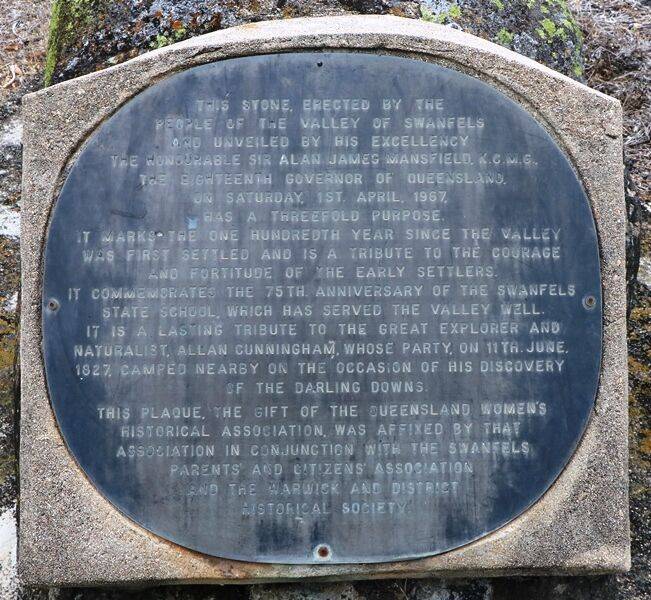 THIS STONE, ERECTED BY THE
PEOPLE OF THE VALLEY OF SWANFELS
AND UNVEILED BY HIS EXCELLENCY
THE HONOURABLE SIR ALAN JAMES MANSFIELD, K.C.M.G.,
THE EIGHTEENTH GOVERNOR OF QUEENSLAND,
ON SATURDAY, 1ST. APRIL, 1967,
HAS A THREEFOLD PURPOSE.
IT MARKS THE ONE HUNDREDTH YEAR SINCE THE VALLEY
WAS FIRST SETTLED AND IS A TRIBUTE TO THE COURAGE
AND FORTITUDE OF THE EARLY SETTLERS.
IT COMMEMORATES THE 75TH. ANNIVERSARY OF THE SWANFELS
STATE SCHOOL, WHICH HAS SERVED THE VALLEY WELL.
IT IS A LASTING TRIBUTE TO THE GREAT EXPLORER AND
NATURALIST, ALLAN CUNNINGHAM, WHOSE PARTY, ON 11TH. JUNE,
1827, CAMPED NEARBY ON THE OCCASION OF HIS DISCOVERY
OF THE DARLING DOWNS.
THIS PLAQUE, THE GIFT OF THE QUEENSLAND WOMEN'S
HISTORICAL ASSOCIATION, WAS AFFIXED BY THAT
ASSOCIATION IN CONJUNCTION WITH THE SWANFELS
PARENTS' AND CITIZENS' ASSOCIATION
AND THE WARWICK AND DISTRICT
HISTORICAL SOCIETY.